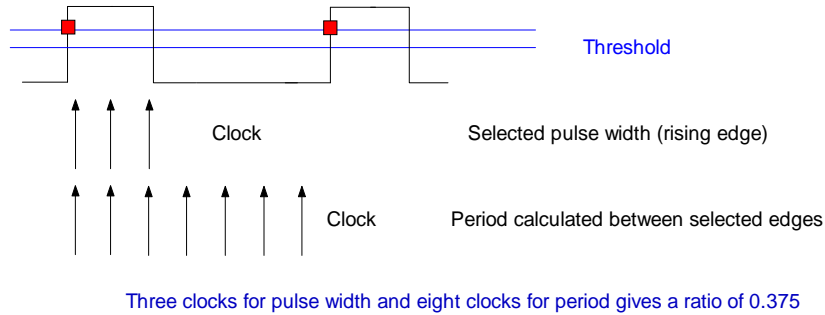 Threshold
Clock
Selected pulse width (rising edge)
Clock
Period calculated between selected edges
Three clocks for pulse width and eight clocks for period gives a ratio of 0.375